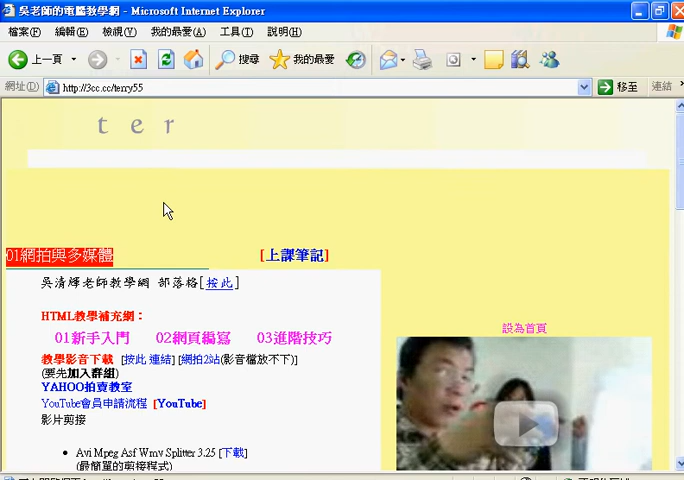 吳老師的電腦教學網 - Microsoft Internet Explorer
檔案(F) 編輯(E) 檢視(V) 我的最愛(A) 工具(T) 說明(H)
上一頁 搜尋 我的最愛
網址(D) http://3cc.cc/terry55 移至 連結
t e r
01網拍與多媒體 [上課筆記]
吳清輝老師教學網 部落格[按此]
HTML教學補充網：
設為首頁
01新手入門 02網頁編寫 03進階技巧
教學影音下載 [按此 連結] [網拍2站(影音檔放不下)]
(要先加入群組)
YAHOO拍賣教室
YouTube會員申請流程 [YouTube]
影片剪接
Avi Mpeg Asf Wmv Splitter 3.25 [下載]
(最簡單的剪接程式)